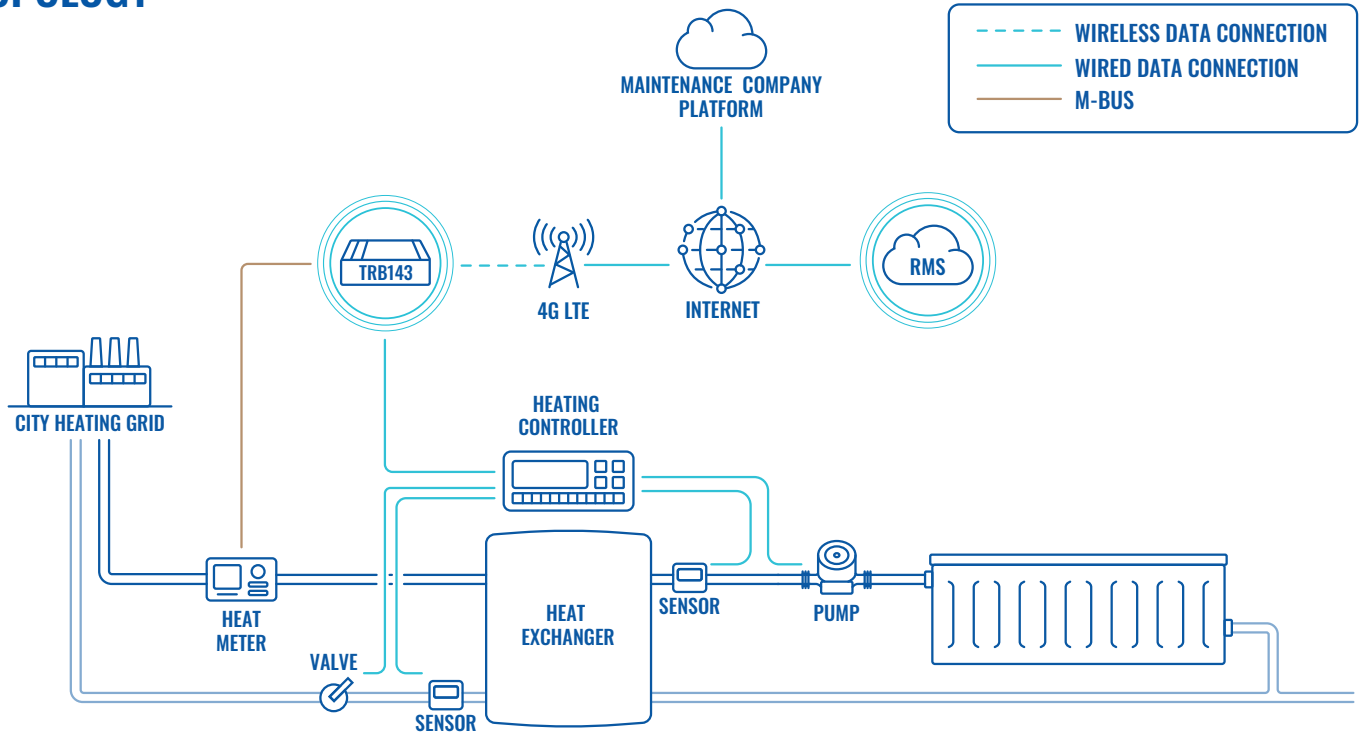 WIRELESS DATA CONNECTION
WIRED DATA CONNECTION
M-BUS
MAINTENANCE COMPANY
PLATFORM
TRB143
4G LTE
INTERNET
RMS
CITY HEATING GRID
HEATING
CONTROLLER
HEAT
METER
HEAT
EXCHANGER
SENSOR
PUMP
VALVE
SENSOR